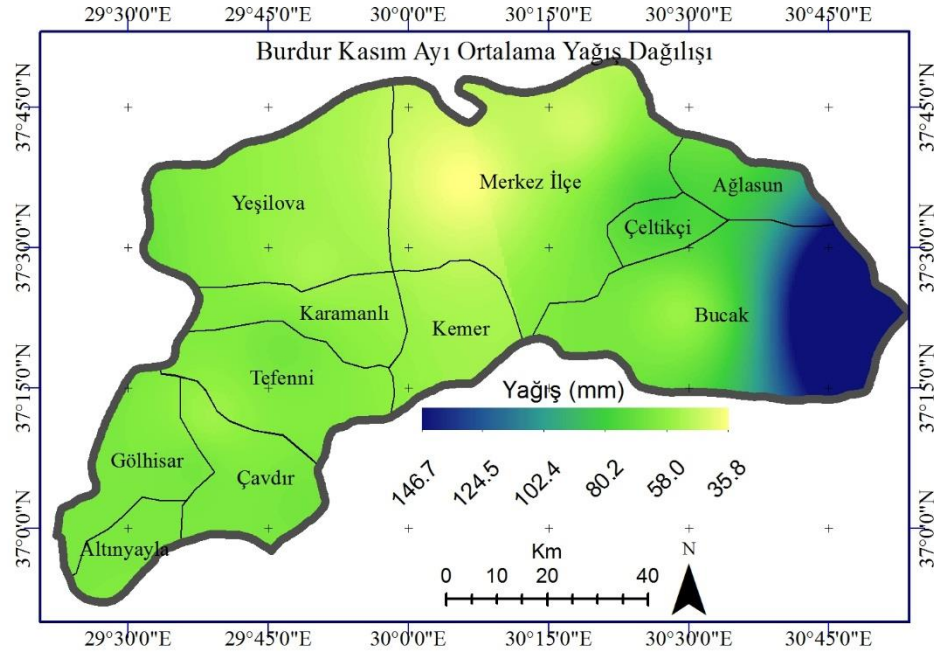 29°30'0"E 29°45'0"E 30°0'0"E 30°15'0"E 30°30'0"E 30°45'0"E
Burdur Kasım Ayı Ortalama Yağış Dağılışı
37°45'0"N 37°45'0"N
Yeşilova
Merkez İlçe
Ağlasun
Çeltikçi
37°30'0"N 37°30'0"N
Karamanlı
Kemer
Bucak
Tefenni
37°15'0"N 37°15'0"N
Yağış (mm)
146.7 124.5 102.4 80.2 58.0 35.8
Gölhisar
Çavdır
Altınyayla
37°0'0"N 37°0'0"N
Km
N
0 10 20 40
29°30'0"E 29°45'0"E 30°0'0"E 30°15'0"E 30°30'0"E 30°45'0"E